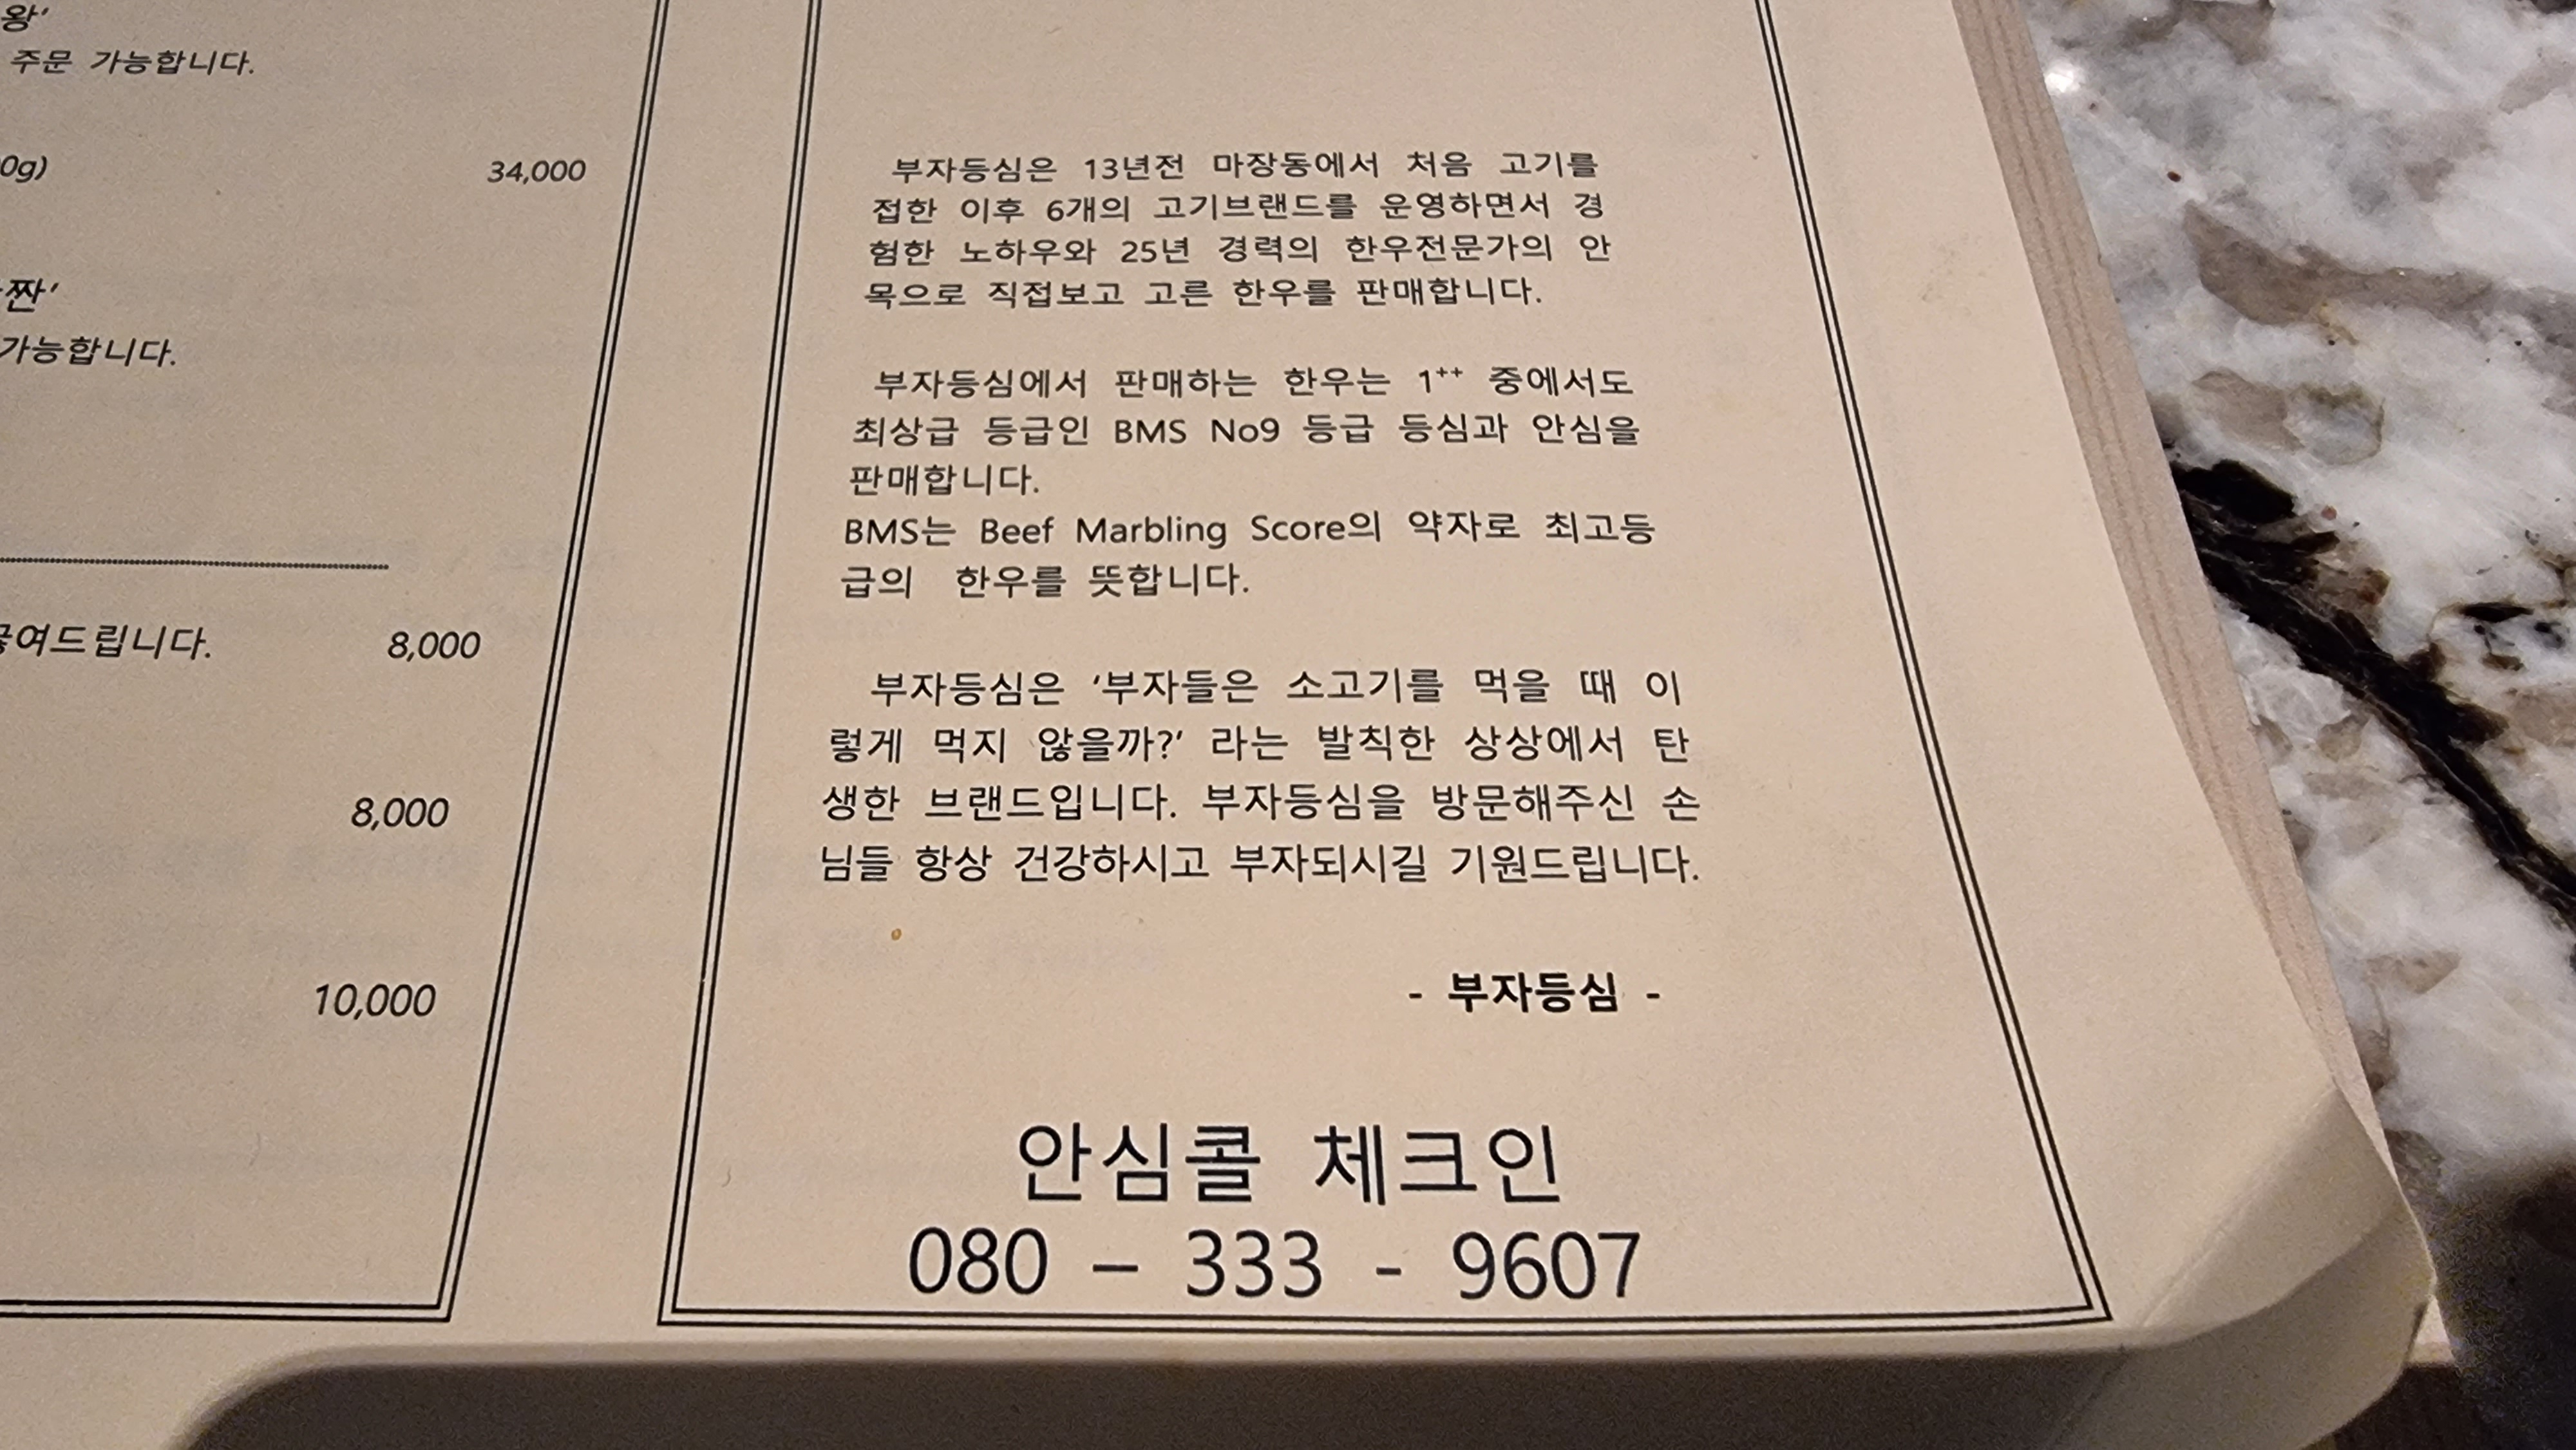 왕'
주문 가능합니다.
0g) 34,000
짠'
가능합니다.
여드립니다. 8,000
8,000
10,000
부자등심은 13년전 마장동에서 처음 고기를
접한 이후 6개의 고기브랜드를 운영하면서 경
험한 노하우와 25년 경력의 한우전문가의 안
목으로 직접보고 고른 한우를 판매합니다.
부자등심에서 판매하는 한우는 1⁺⁺ 중에서도
최상급 등급인 BMS No9 등급 등심과 안심을
판매합니다.
BMS는 Beef Marbling Score의 약자로 최고등
급의 한우를 뜻합니다.
부자등심은 '부자들은 소고기를 먹을 때 이
렇게 먹지 않을까?' 라는 발칙한 상상에서 탄
생한 브랜드입니다. 부자등심을 방문해주신 손
님들 항상 건강하시고 부자되시길 기원드립니다.
- 부자등심 -
안심콜 체크인
080 – 333 - 9607